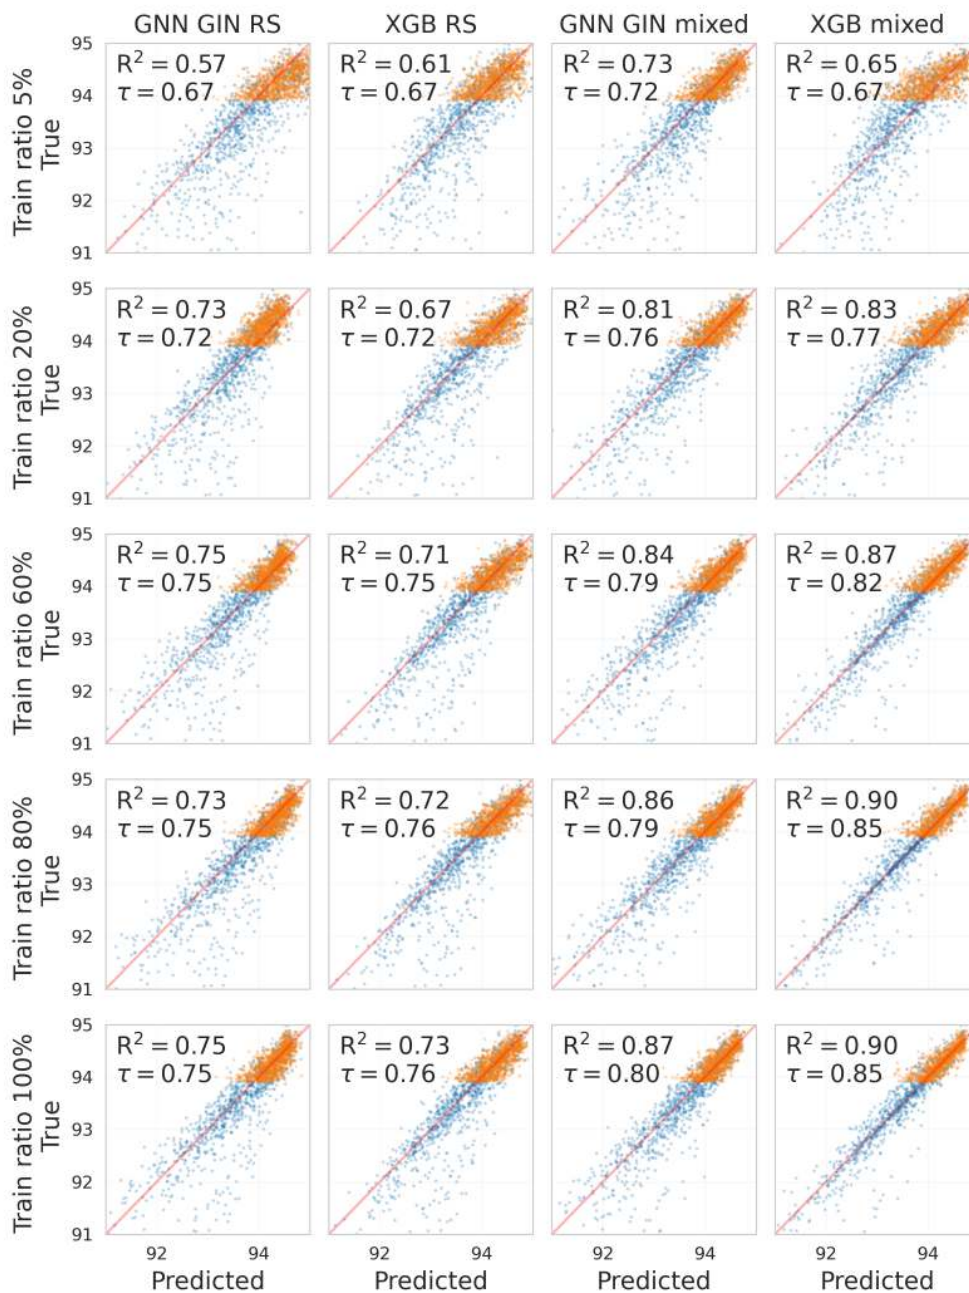 GNN GIN RS XGB RS GNN GIN mixed XGB mixed
Train ratio 5%
True
95
94
93
92
91
R² = 0.57
τ = 0.67
R² = 0.61
τ = 0.67
R² = 0.73
τ = 0.72
R² = 0.65
τ = 0.67
Train ratio 20%
True
95
94
93
92
91
R² = 0.73
τ = 0.72
R² = 0.67
τ = 0.72
R² = 0.81
τ = 0.76
R² = 0.83
τ = 0.77
Train ratio 60%
True
95
94
93
92
91
R² = 0.75
τ = 0.75
R² = 0.71
τ = 0.75
R² = 0.84
τ = 0.79
R² = 0.87
τ = 0.82
Train ratio 80%
True
95
94
93
92
91
R² = 0.73
τ = 0.75
R² = 0.72
τ = 0.76
R² = 0.86
τ = 0.79
R² = 0.90
τ = 0.85
Train ratio 100%
True
95
94
93
92
91
R² = 0.75
τ = 0.75
R² = 0.73
τ = 0.76
R² = 0.87
τ = 0.80
R² = 0.90
τ = 0.85
92 94 92 94 92 94 92 94
Predicted Predicted Predicted Predicted